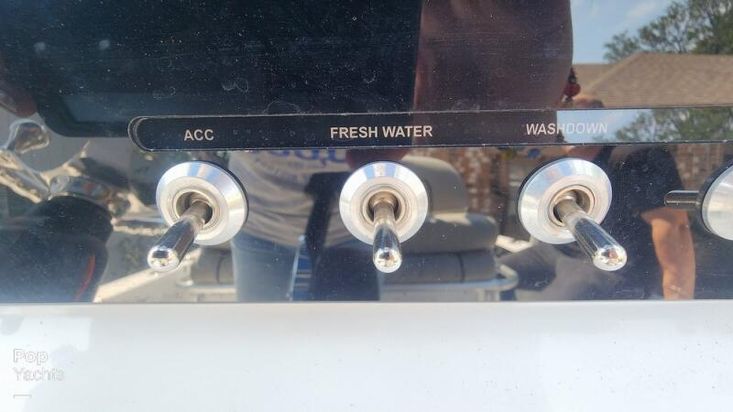 ACC
FRESH WATER
WASHDOWN
Pop
Yachts